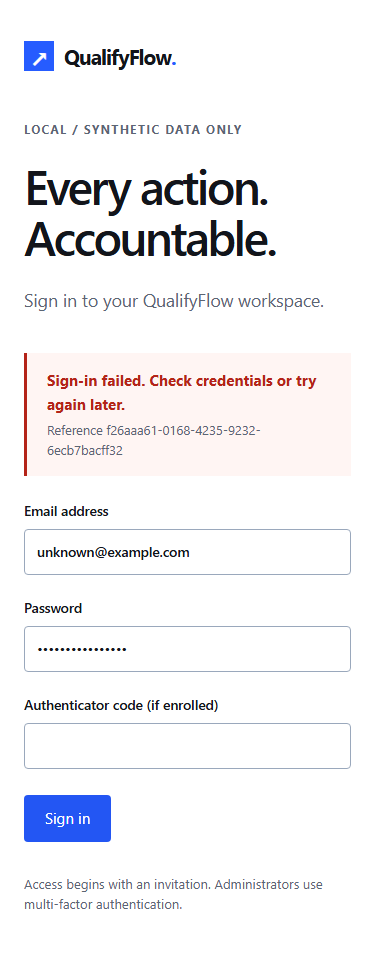 QualifyFlow.
LOCAL / SYNTHETIC DATA ONLY
Every action.
Accountable.
Sign in to your QualifyFlow workspace.
Sign-in failed. Check credentials or try
again later.
Reference f26aaa61-0168-4235-9232-
6ecb7bacff32
Email address
unknown@example.com
Password
••••••••••••••••
Authenticator code (if enrolled)
Sign in
Access begins with an invitation. Administrators use
multi-factor authentication.